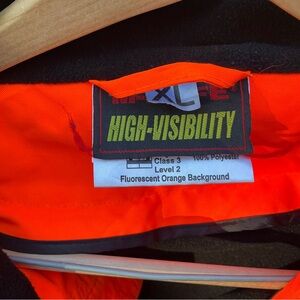 XL
HIGH-VISIBILITY
Class 3 100% Polyester
Level 2
Fluorescent Orange Background